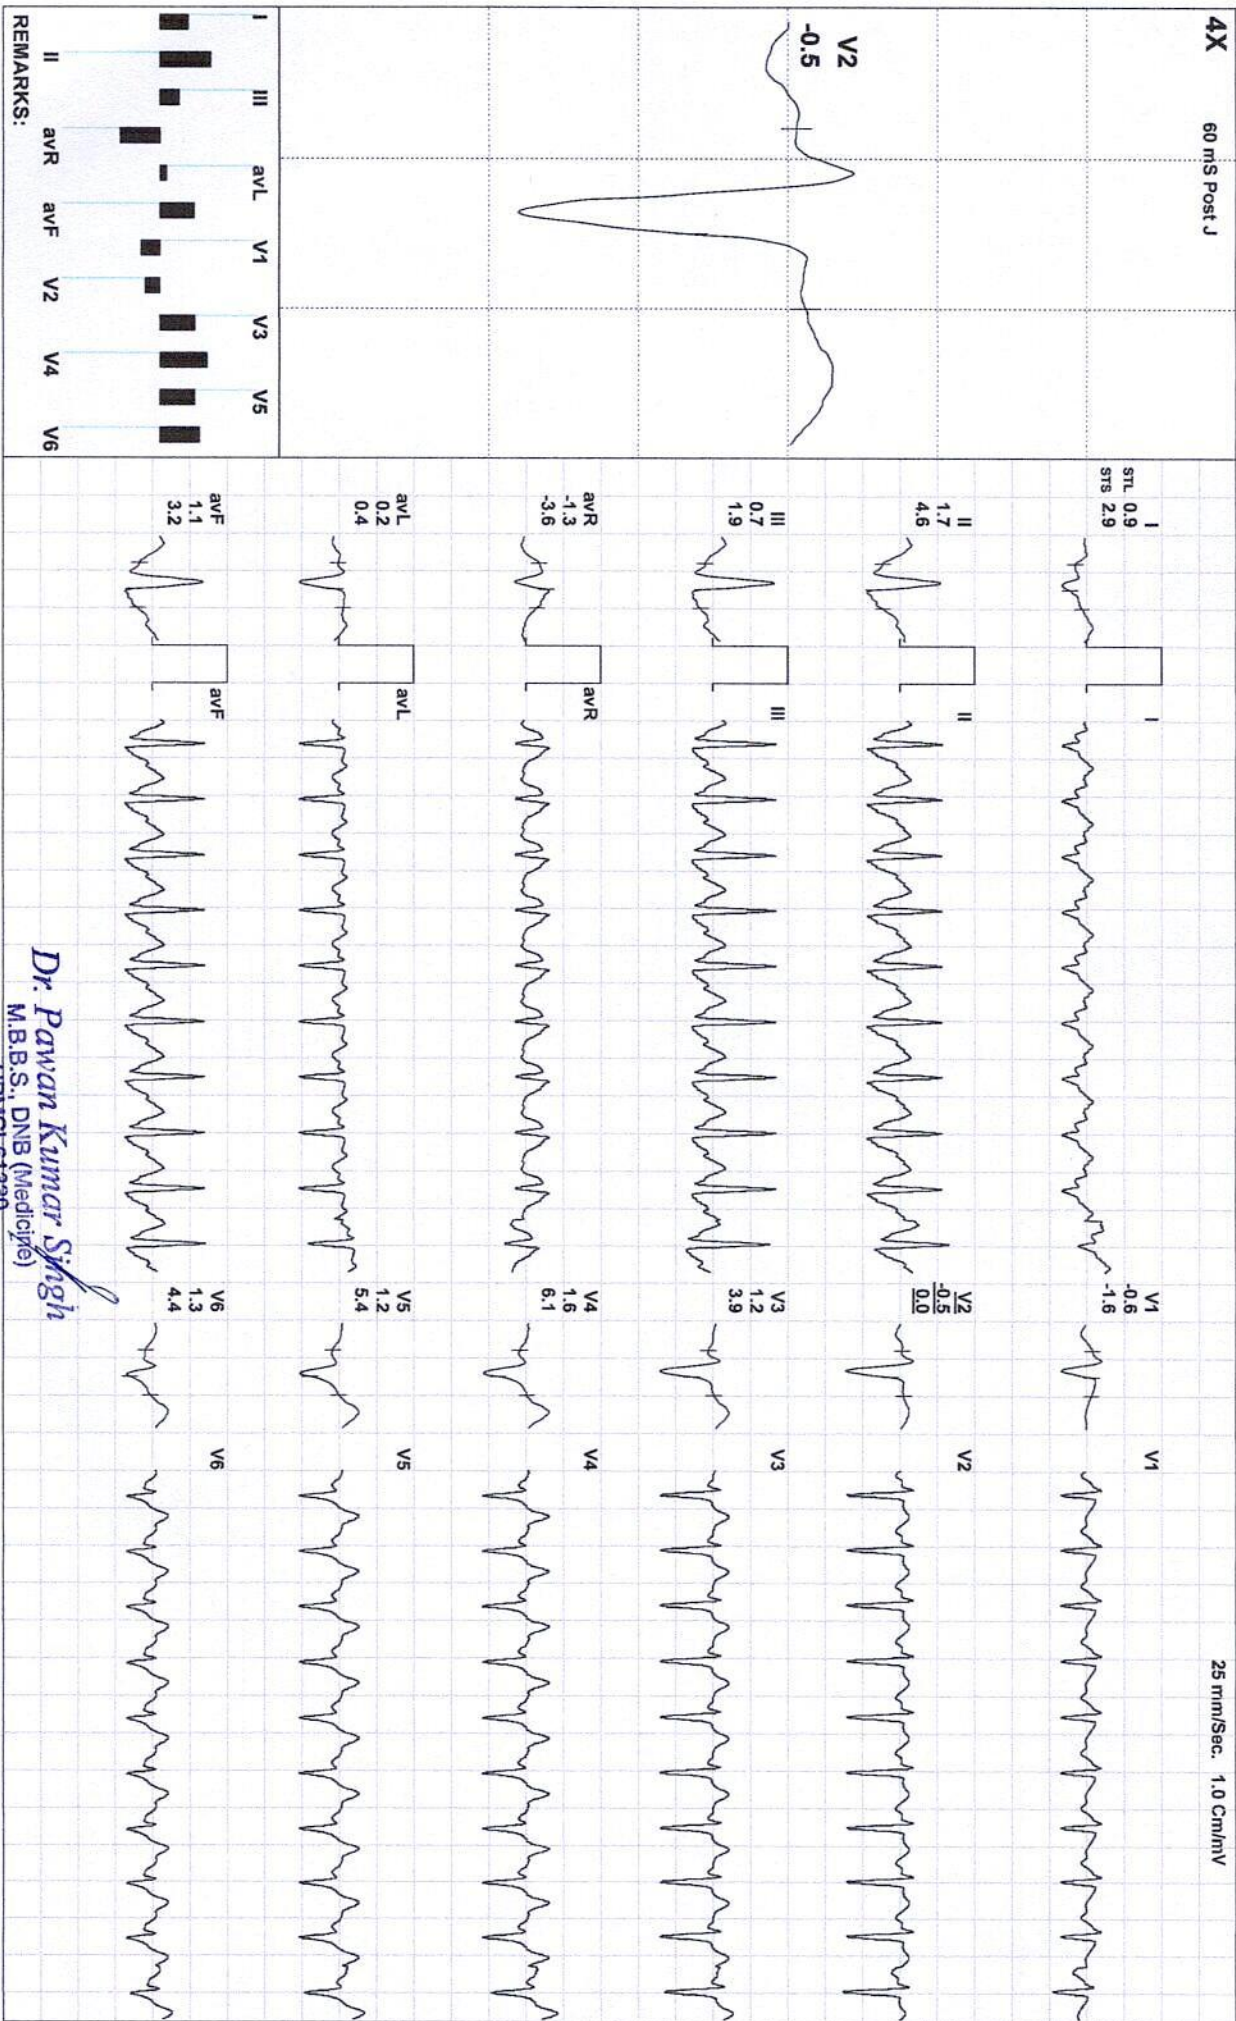 4X
60 mS Post J
25 mm/Sec. 1.0 Cm/mV
V2
-0.5
I
STL 0.9
STS 2.9
I
II
1.7
4.6
II
III
0.7
1.9
III
avR
-1.3
-3.6
avR
avL
0.2
0.4
avL
avF
1.1
3.2
avF
V1
-0.6
-1.6
V1
V2
-0.5
0.0
V2
V3
1.2
3.9
V3
V4
1.6
6.1
V4
V5
1.2
5.4
V5
V6
1.3
4.4
V6
I III avL V1 V3 V5
II avR avF V2 V4 V6
REMARKS:
Dr. Pawan Kumar Singh
M.B.B.S., DNB (Medicine)